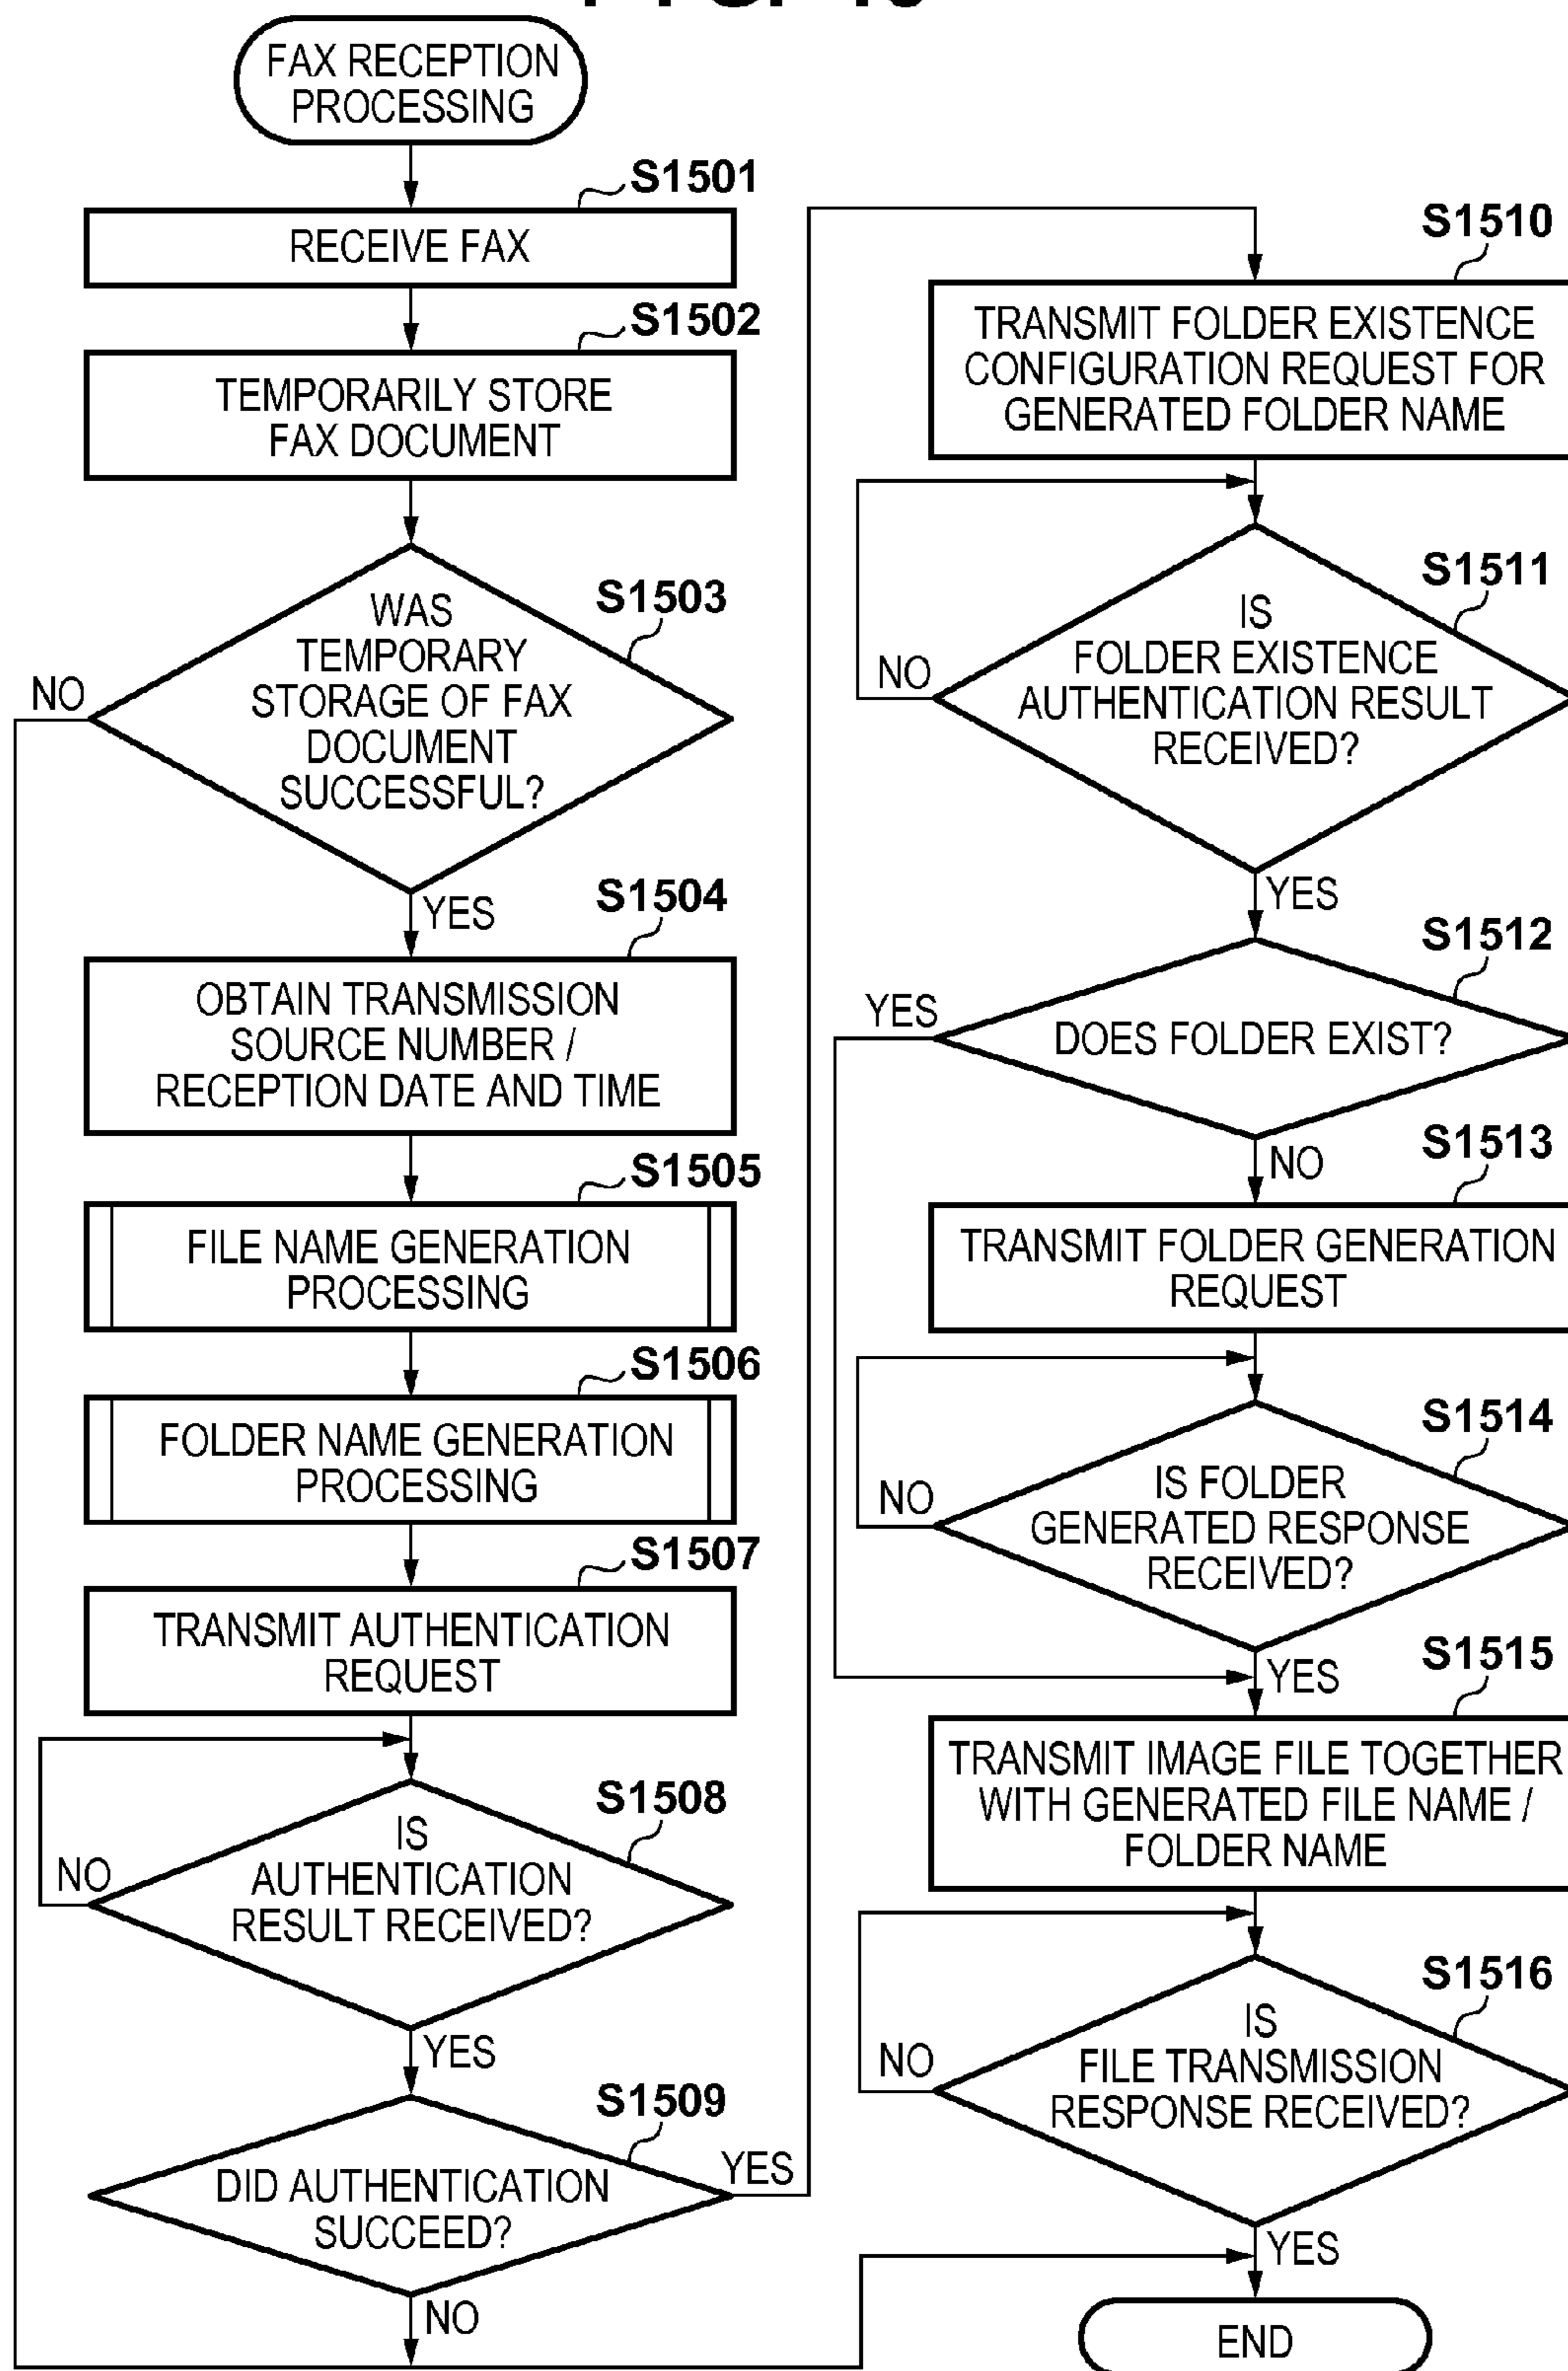 FAX RECEPTION
PROCESSING
S1501
RECEIVE FAX
S1502
TEMPORARILY STORE
FAX DOCUMENT
S1503
WAS
TEMPORARY
STORAGE OF FAX
DOCUMENT
SUCCESSFUL?
NO
YES
S1504
OBTAIN TRANSMISSION
SOURCE NUMBER /
RECEPTION DATE AND TIME
S1505
FILE NAME GENERATION
PROCESSING
S1506
FOLDER NAME GENERATION
PROCESSING
S1507
TRANSMIT AUTHENTICATION
REQUEST
S1508
IS
AUTHENTICATION
RESULT RECEIVED?
NO
YES
S1509
DID AUTHENTICATION
SUCCEED?
YES
NO
S1510
TRANSMIT FOLDER EXISTENCE
CONFIGURATION REQUEST FOR
GENERATED FOLDER NAME
S1511
IS
FOLDER EXISTENCE
AUTHENTICATION RESULT
RECEIVED?
NO
YES
S1512
DOES FOLDER EXIST?
YES
NO
S1513
TRANSMIT FOLDER GENERATION
REQUEST
S1514
IS FOLDER
GENERATED RESPONSE
RECEIVED?
NO
YES
S1515
TRANSMIT IMAGE FILE TOGETHER
WITH GENERATED FILE NAME /
FOLDER NAME
S1516
IS
FILE TRANSMISSION
RESPONSE RECEIVED?
NO
YES
END